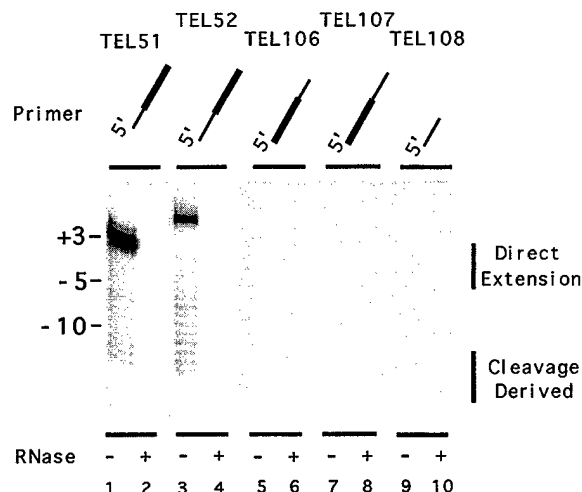 TEL52 TEL107
TEL51 TEL106 TEL108
Primer
5' 5' 5' 5' 5'
+3-
-5-
-10-
Direct
Extension
Cleavage
Derived
RNase - + - + - + - + - +
1 2 3 4 5 6 7 8 9 10